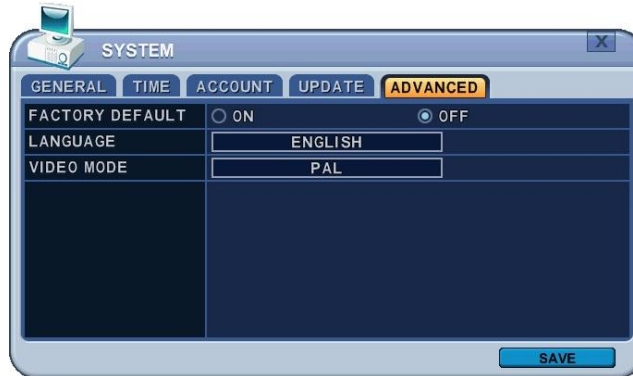 SYSTEM
X
GENERAL TIME ACCOUNT UPDATE ADVANCED
FACTORY DEFAULT ON OFF
LANGUAGE ENGLISH
VIDEO MODE PAL
SAVE